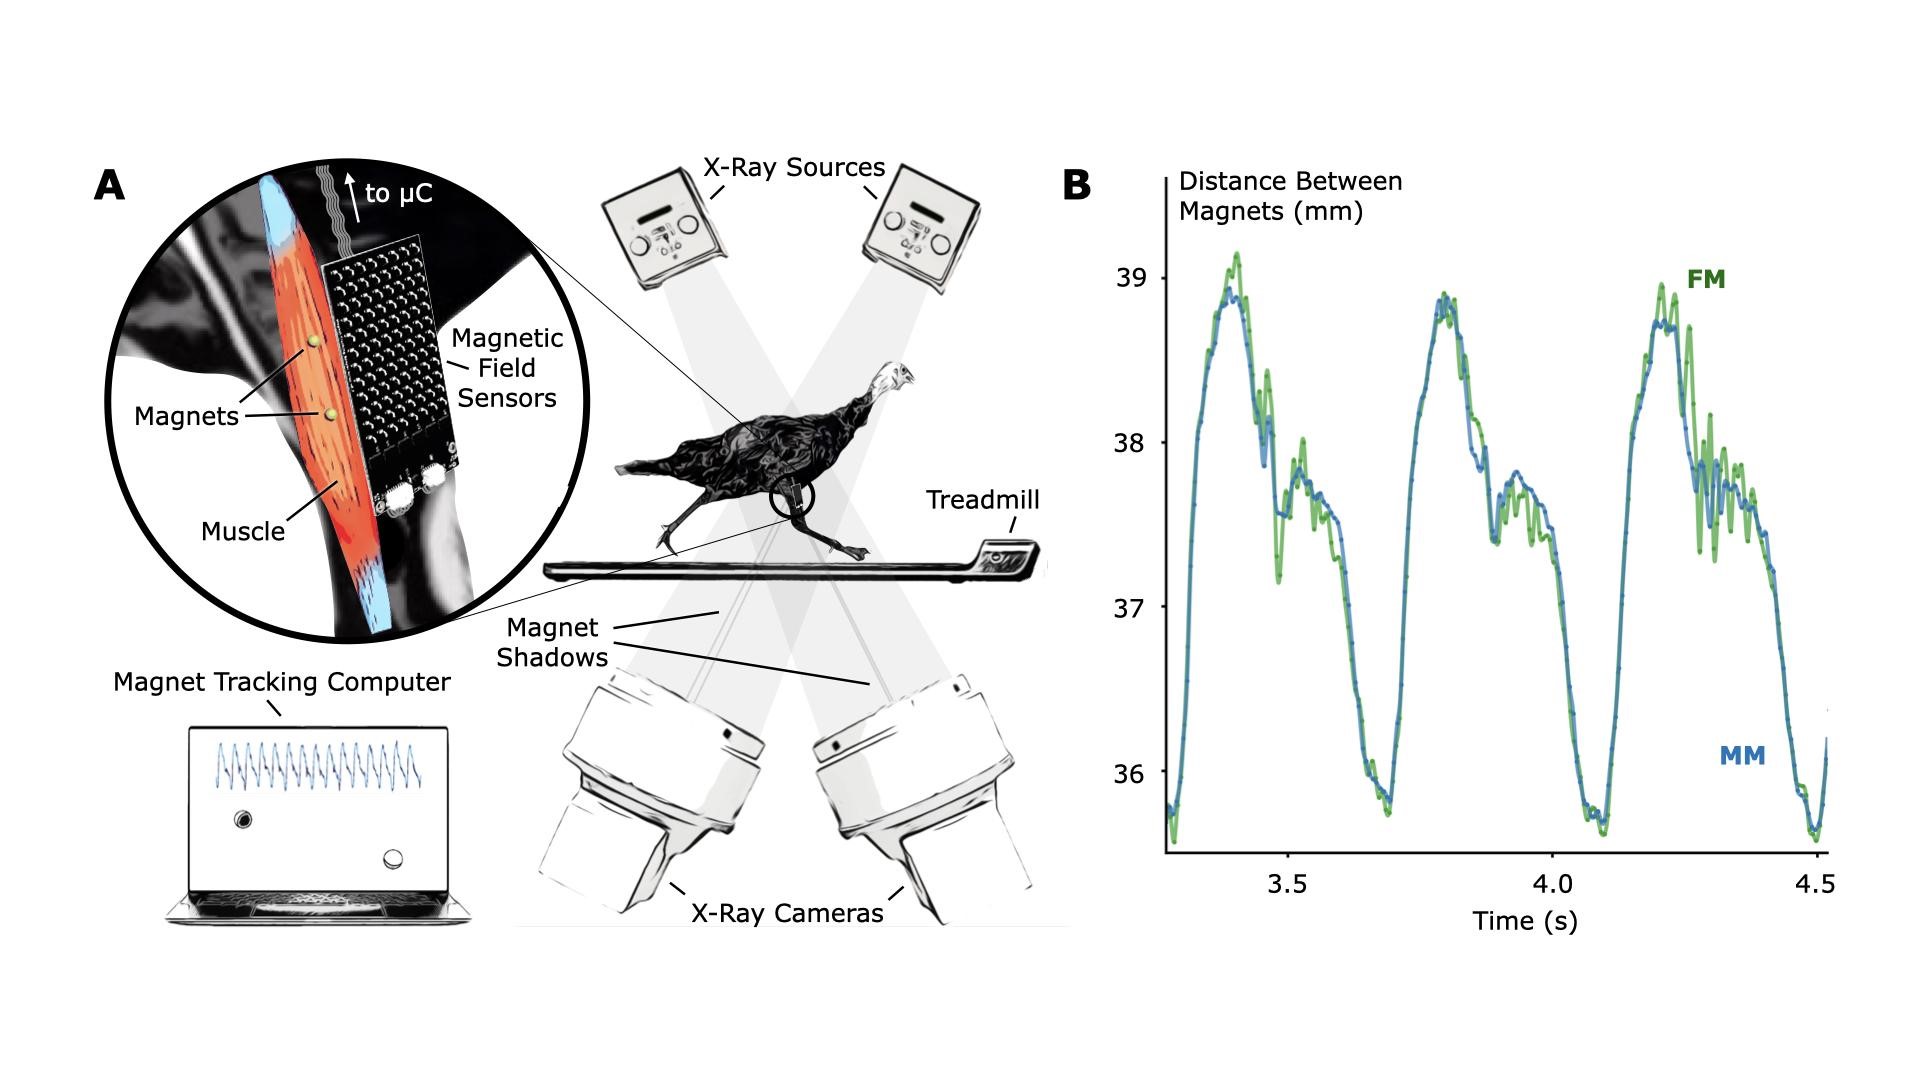 A
to µC
Magnetic
Field
Sensors
Magnets
Muscle
Magnet Tracking Computer
X-Ray Sources
Treadmill
Magnet
Shadows
X-Ray Cameras
B
Distance Between
Magnets (mm)
39
38
37
36
FM
MM
3.5
4.0
4.5
Time (s)